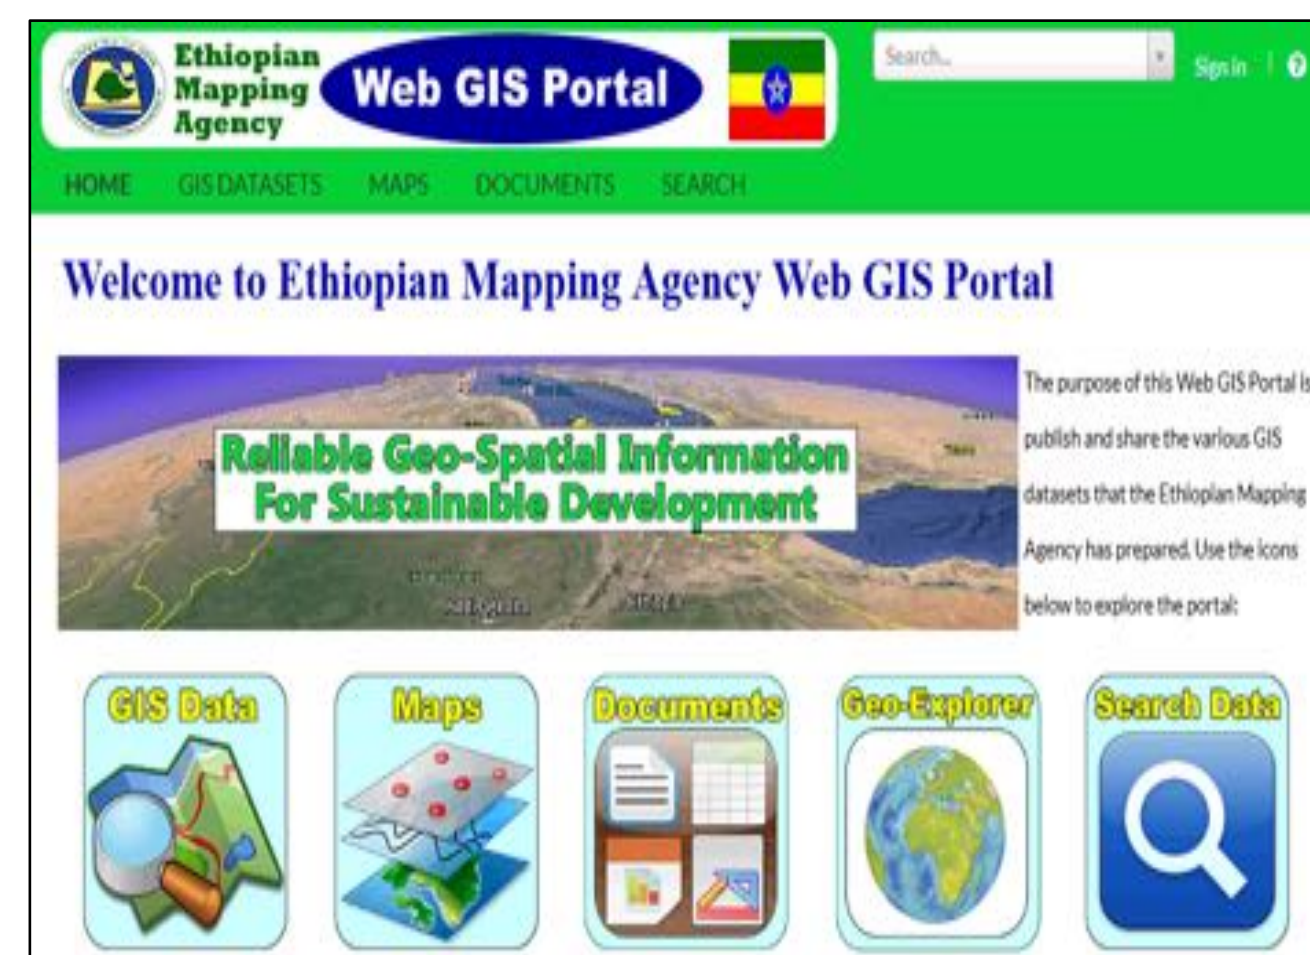 Ethiopian
Mapping
Agency
Web GIS Portal
Search...
Sign in
HOME GIS DATASETS MAPS DOCUMENTS SEARCH
Welcome to Ethiopian Mapping Agency Web GIS Portal
Reliable Geo-Spatial Information
For Sustainable Development
The purpose of this Web GIS Portal is
publish and share the various GIS
datasets that the Ethiopian Mapping
Agency has prepared. Use the icons
below to explore the portal:
GIS Data
Maps
Documents
Geo-Explorer
Search Data